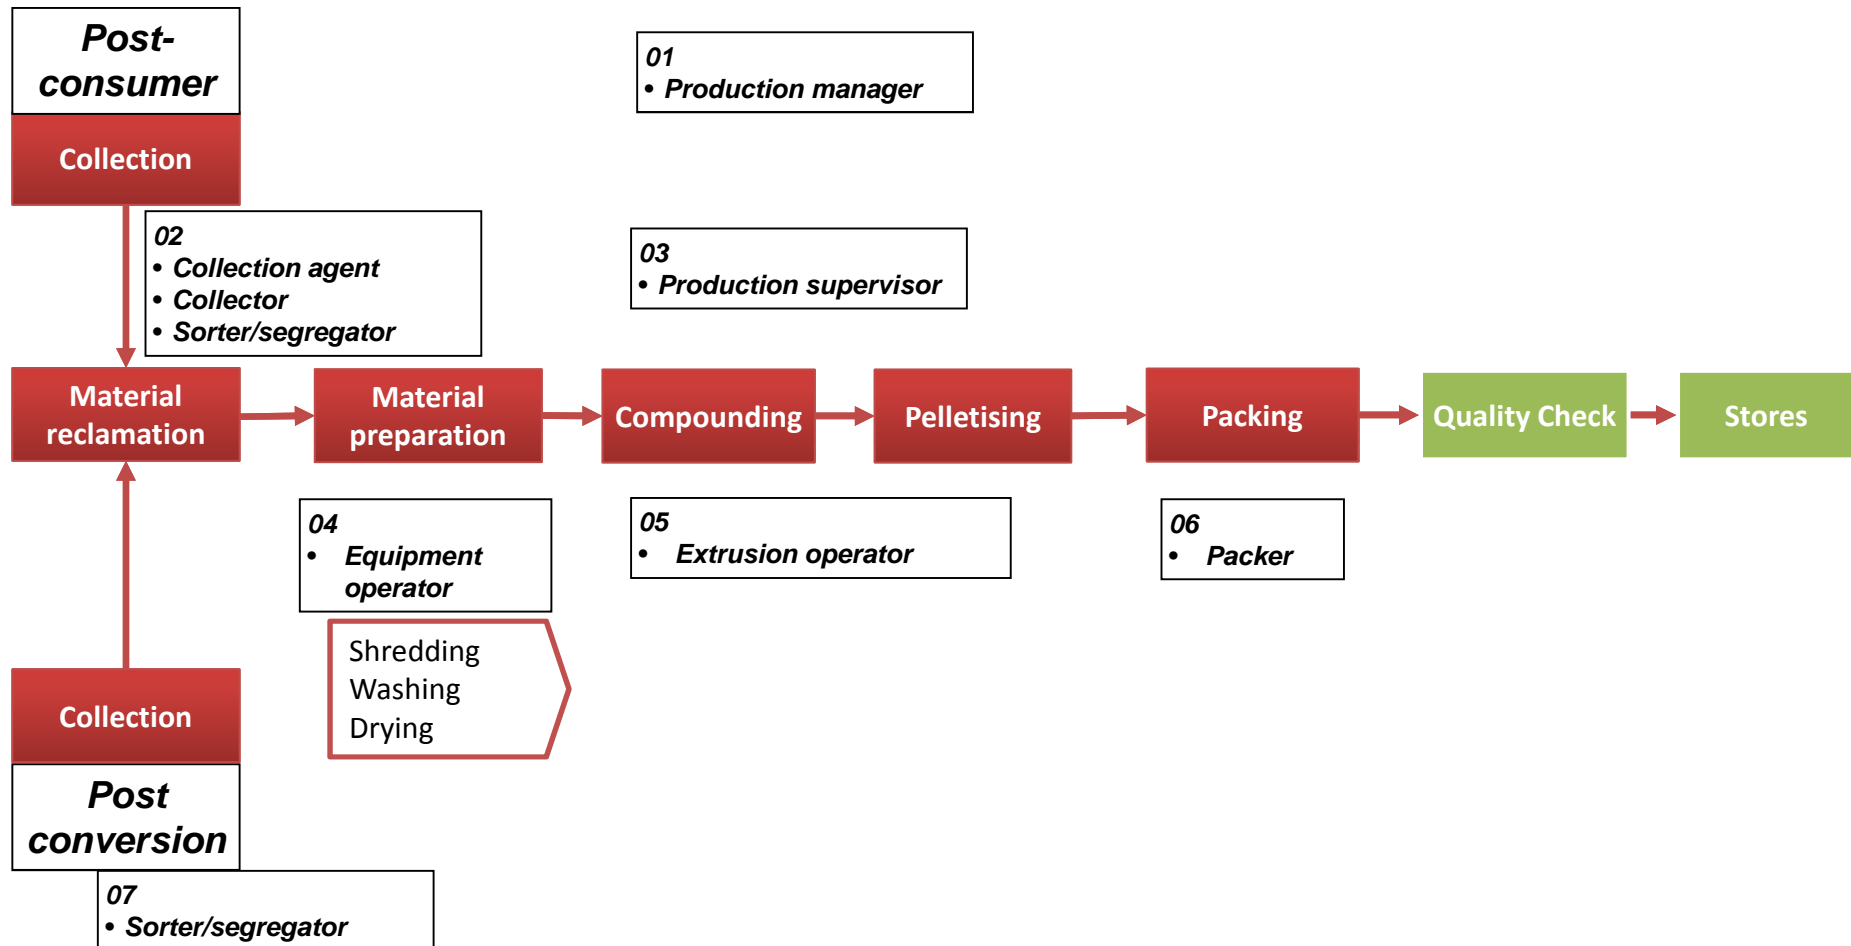 Post-
consumer
Collection
01
• Production manager
02
• Collection agent
• Collector
• Sorter/segregator
03
• Production supervisor
Material
reclamation
Material
preparation
Compounding
Pelletising
Packing
Quality Check
Stores
04
• Equipment
operator
05
• Extrusion operator
06
• Packer
Shredding
Washing
Drying
Collection
Post
conversion
07
• Sorter/segregator